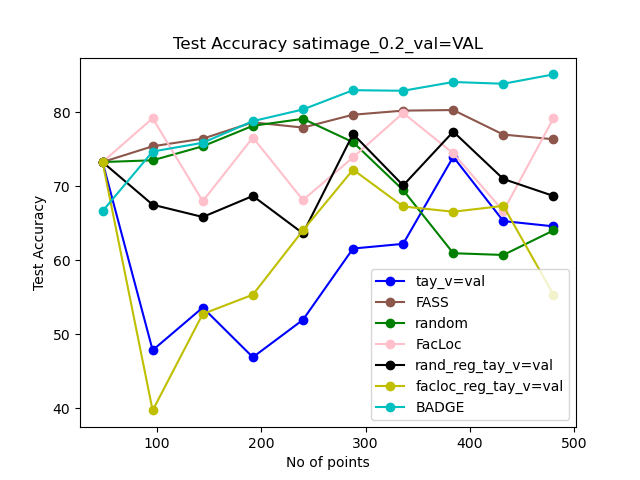 Test Accuracy satimage_0.2_val=VAL
Test Accuracy
80
70
60
50
40
100
200
300
400
500
No of points
tay_v=val
FASS
random
FacLoc
rand_reg_tay_v=val
facloc_reg_tay_v=val
BADGE